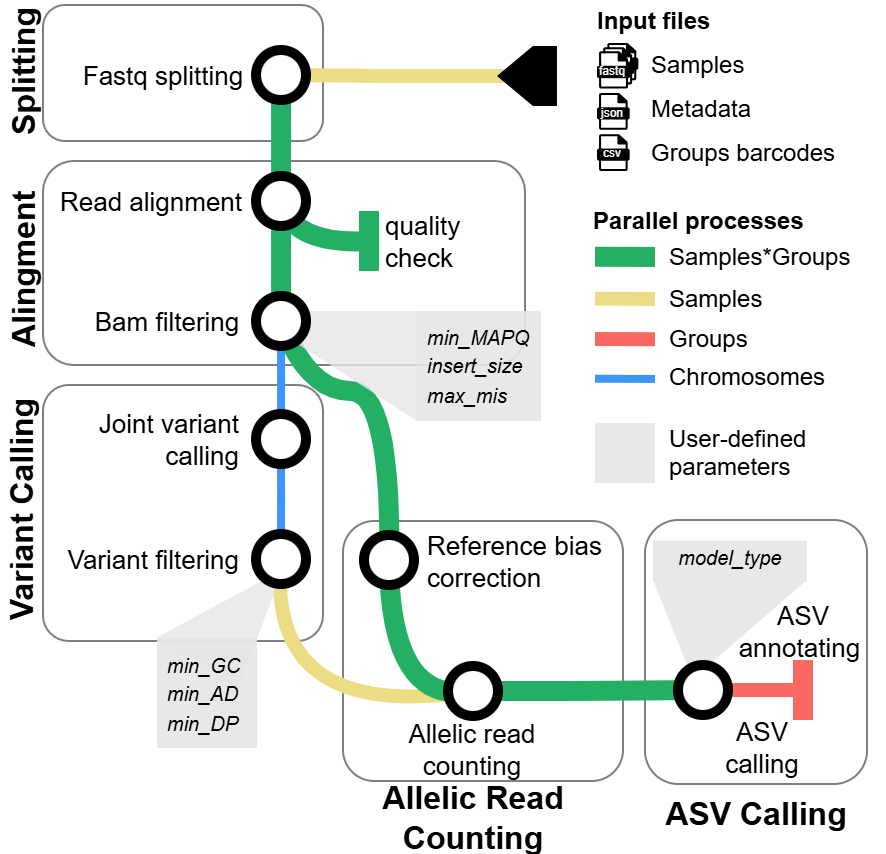 Splitting
Fastq splitting
Input files
fastq
Samples
json
Metadata
csv
Groups barcodes
Alingment
Read alignment
quality
check
Bam filtering
min_MAPQ
insert_size
max_mis
Parallel processes
Samples*Groups
Samples
Groups
Chromosomes
User-defined
parameters
Variant Calling
Joint variant
calling
Variant filtering
min_GC
min_AD
min_DP
Reference bias
correction
Allelic read
counting
Allelic Read
Counting
model_type
ASV
annotating
ASV
calling
ASV Calling